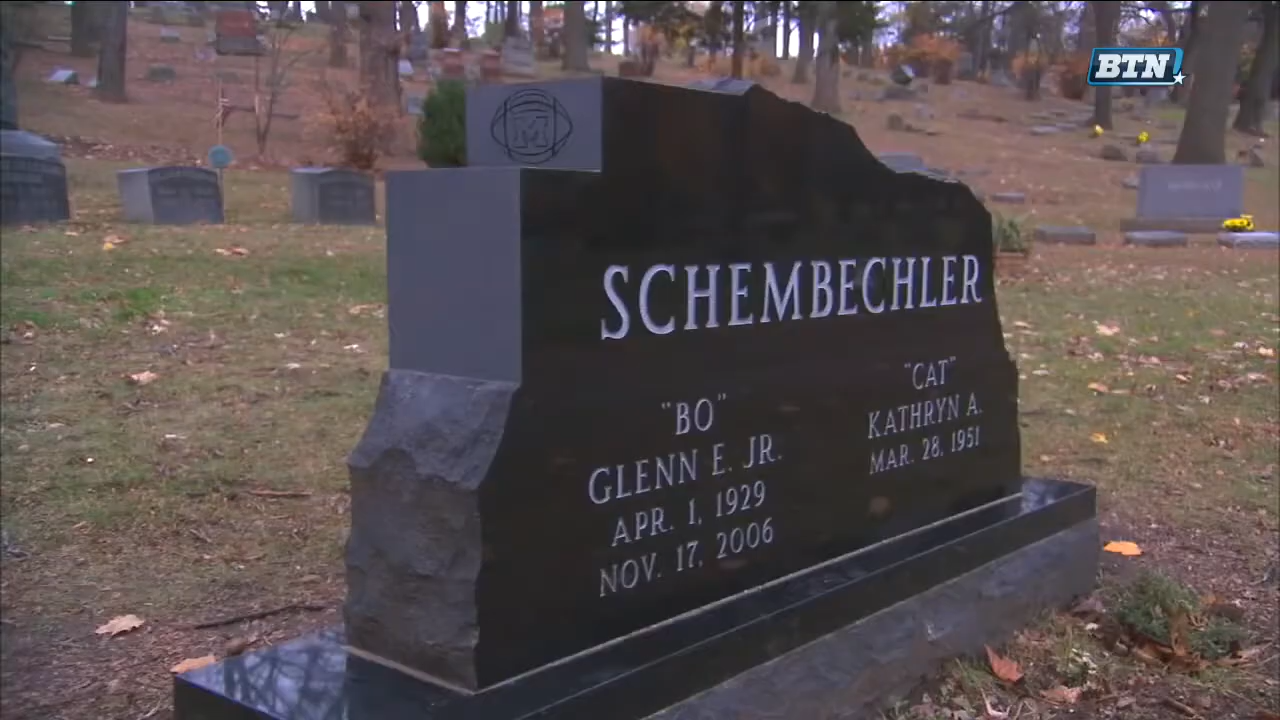 BTN
M
SCHEMBECHLER
"BO"
GLENN E. JR.
APR. 1, 1929
NOV. 17, 2006
"CAT"
KATHRYN A.
MAR. 28, 1951